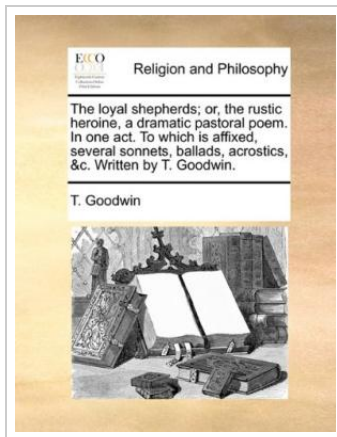 ECCO
Religion and Philosophy
The loyal shepherds; or, the rustic
heroine, a dramatic pastoral poem.
In one act. To which is affixed,
several sonnets, ballads, acrostics,
&c. Written by T. Goodwin.
T. Goodwin